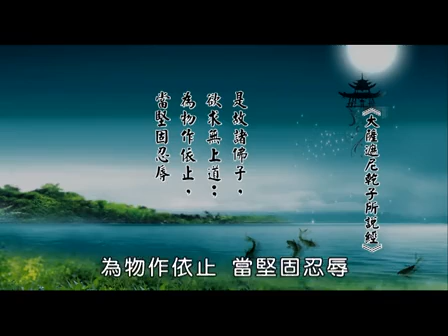 《大薩遮尼乾子所說經》
是故諸佛子，
欲求無上道；
為物作依止，
當堅固忍辱
為物作依止 當堅固忍辱